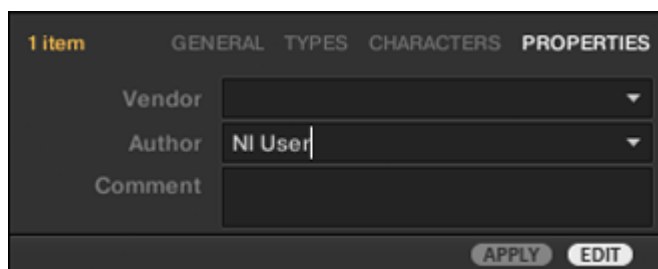 1 item GENERAL TYPES CHARACTERS PROPERTIES
Vendor
Author NI User
Comment
APPLY EDIT